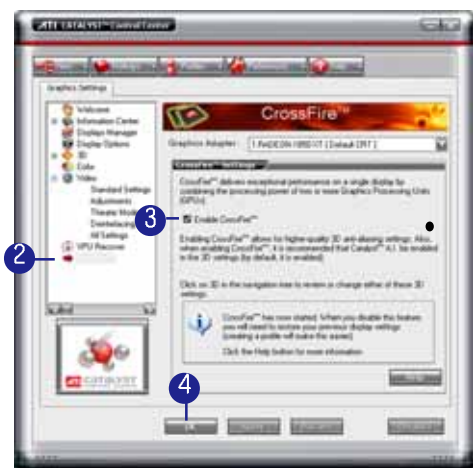 ATI CATALYST™ Control Center
Graphics Settings
Welcome
Information Center
Displays Manager
Display Options
3D
Color
Video
Standard Settings
Adjustments
Theater Mode
Deinterlacing
All Settings
VPU Recover
CrossFire™
Graphics Adapter:
CrossFire™ Settings
CrossFire™ delivers exceptional performance on a single display by
combining the processing power of two or more Graphics Processing Units
(GPUs).
3
Enable CrossFire™
Enabling CrossFire™ allows for higher-quality 3D anti-aliasing settings. Also,
when enabling CrossFire™, it is recommended that Catalyst™ A.I. be enabled
in the 3D settings (by default, it is enabled).
2
Click on 3D in the navigation tree to review or change either of these 3D
settings.
CrossFire™ has now started. When you disable this feature
you will need to restore your previous display settings
(creating a profile will make this easier).
Click the Help button for more information.
ATI CATALYST
4
OK